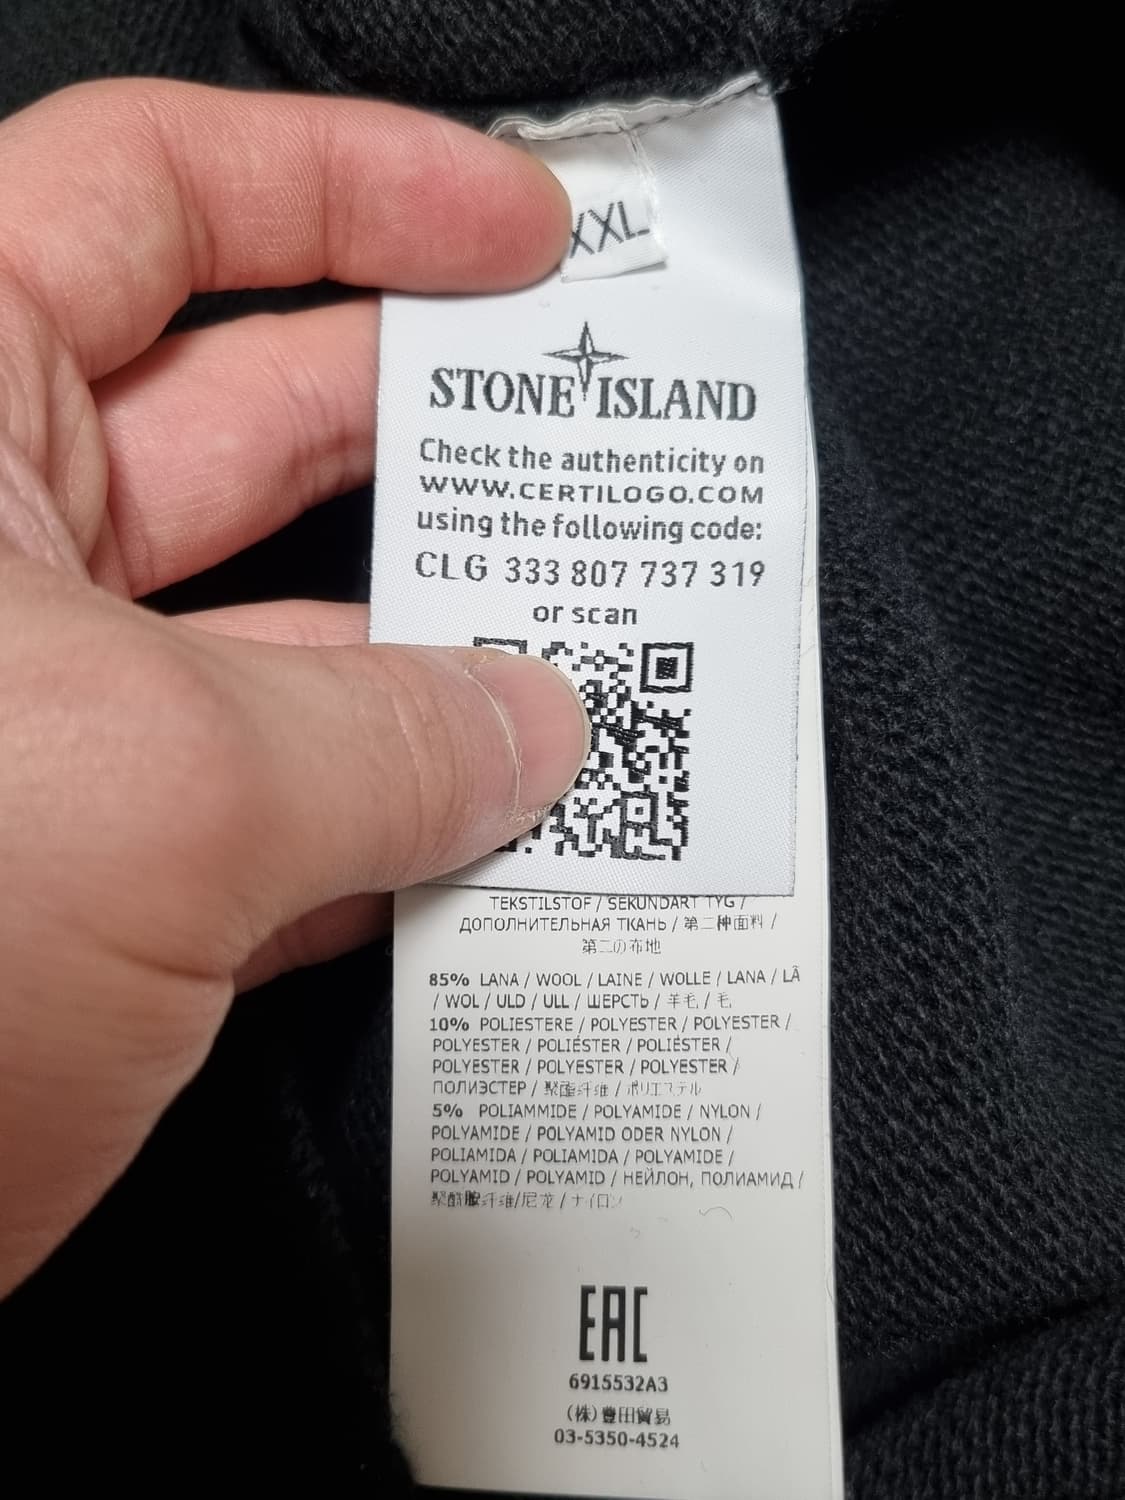 XXL
STONE ISLAND
Check the authenticity on
WWW.CERTILOGO.COM
using the following code:
CLG 333 807 737 319
or scan
TEKSTILSTOF / SEKUNDÄRT TYG /
ДОПОЛНИТЕЛЬНАЯ ТКАНЬ / 第二种面料 /
第二の布地
85% LANA / WOOL / LAINE / WOLLE / LANA / LÃ
/ WOL / ULD / ULL / ШЕРСТЬ / 羊毛 / 毛
10% POLIESTERE / POLYESTER / POLYESTER /
POLYESTER / POLIÉSTER / POLIÉSTER /
POLYESTER / POLYESTER / POLYESTER /
ПОЛИЭСТЕР / 聚酯纤维 / ポリエステル
5% POLIAMMIDE / POLYAMIDE / NYLON /
POLYAMIDE / POLYAMID ODER NYLON /
POLIAMIDA / POLIAMIDA / POLYAMIDE /
POLYAMID / POLYAMID / НЕЙЛОН, ПОЛИАМИД /
聚酰胺纤维/尼龙 / ナイロン
EAC
6915532A3
(株)豊田貿易
03-5350-4524